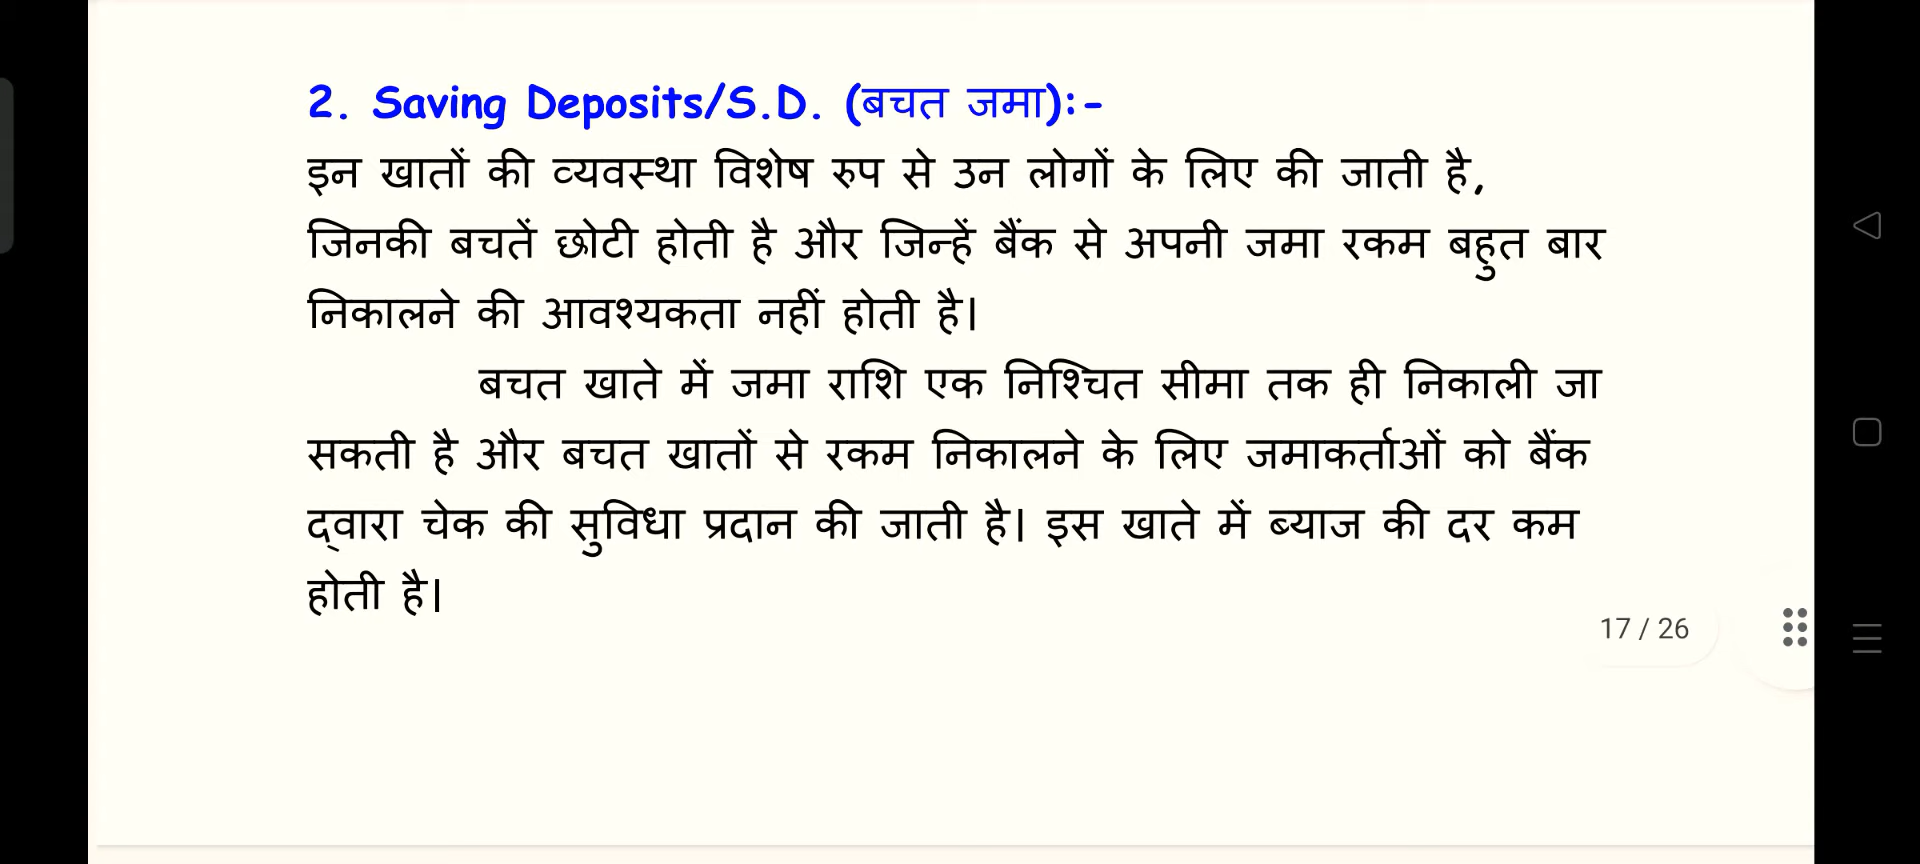 2. Saving Deposits/S.D. (बचत जमा):-
इन खातों की व्यवस्था विशेष रुप से उन लोगों के लिए की जाती है,
जिनकी बचतें छोटी होती है और जिन्हें बैंक से अपनी जमा रकम बहुत बार
निकालने की आवश्यकता नहीं होती है।
बचत खाते में जमा राशि एक निश्चित सीमा तक ही निकाली जा
सकती है और बचत खातों से रकम निकालने के लिए जमाकर्ताओं को बैंक
द्वारा चेक की सुविधा प्रदान की जाती है। इस खाते में ब्याज की दर कम
होती है।
17 / 26